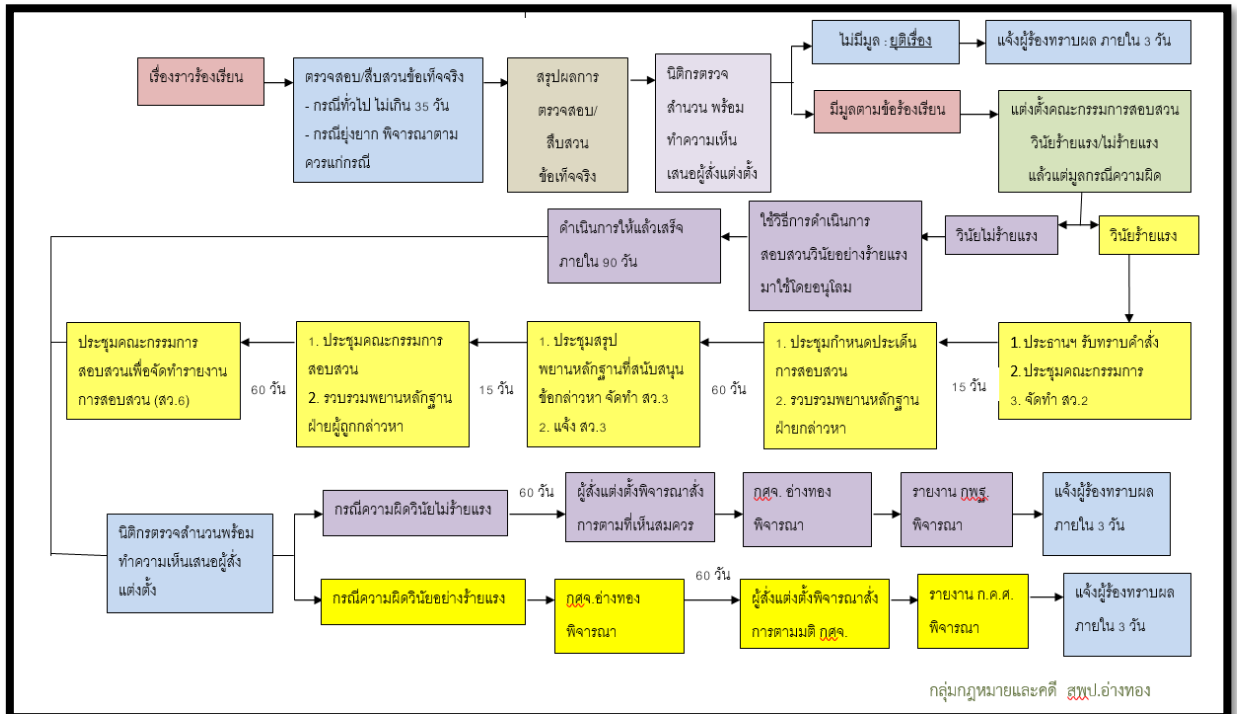 เรื่องราวร้องเรียน
ตรวจสอบ/สืบสวนข้อเท็จจริง
- กรณีทั่วไป ไม่เกิน 35 วัน
- กรณียุ่งยาก พิจารณาตาม
ควรแก่กรณี
สรุปผลการ
ตรวจสอบ/
สืบสวน
ข้อเท็จจริง
นิติกรตรวจ
สำนวน พร้อม
ทำความเห็น
เสนอผู้สั่งแต่งตั้ง
ไม่มีมูล : ยุติเรื่อง
แจ้งผู้ร้องทราบผล ภายใน 3 วัน
มีมูลตามข้อร้องเรียน
แต่งตั้งคณะกรรมการสอบสวน
วินัยร้ายแรง/ไม่ร้ายแรง
แล้วแต่มูลกรณีความผิด
วินัยร้ายแรง
วินัยไม่ร้ายแรง
ใช้วิธีการดำเนินการ
สอบสวนวินัยอย่างร้ายแรง
มาใช้โดยอนุโลม
ดำเนินการให้แล้วเสร็จ
ภายใน 90 วัน
1. ประธานฯ รับทราบคำสั่ง
2. ประชุมคณะกรรมการ
3. จัดทำ สว.2
15 วัน
1. ประชุมกำหนดประเด็น
การสอบสวน
2. รวบรวมพยานหลักฐาน
ฝ่ายกล่าวหา
60 วัน
1. ประชุมสรุป
พยานหลักฐานที่สนับสนุน
ข้อกล่าวหา จัดทำ สว.3
2. แจ้ง สว.3
15 วัน
1. ประชุมคณะกรรมการ
สอบสวน
2. รวบรวมพยานหลักฐาน
ฝ่ายผู้ถูกกล่าวหา
60 วัน
ประชุมคณะกรรมการ
สอบสวนเพื่อจัดทำรายงาน
การสอบสวน (สว.6)
นิติกรตรวจสำนวนพร้อม
ทำความเห็นเสนอผู้สั่ง
แต่งตั้ง
กรณีความผิดวินัยไม่ร้ายแรง
60 วัน
ผู้สั่งแต่งตั้งพิจารณาสั่ง
การตามที่เห็นสมควร
กศจ. อ่างทอง
พิจารณา
รายงาน กพฐ.
พิจารณา
แจ้งผู้ร้องทราบผล
ภายใน 3 วัน
กรณีความผิดวินัยอย่างร้ายแรง
กศจ.อ่างทอง
พิจารณา
60 วัน
ผู้สั่งแต่งตั้งพิจารณาสั่ง
การตามมติ กศจ.
รายงาน ก.ค.ศ.
พิจารณา
แจ้งผู้ร้องทราบผล
ภายใน 3 วัน
กลุ่มกฎหมายและคดี สพป.อ่างทอง